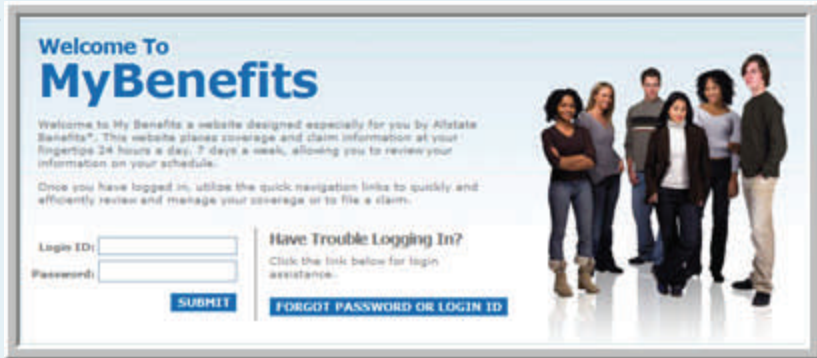 Welcome To
MyBenefits
Welcome to My Benefits a website designed especially for you by Allstate
Benefits®. This website places coverage and claim information at your
fingertips 24 hours a day, 7 days a week, allowing you to review your
information on your schedule.
Once you have logged in, utilize the quick navigation links to quickly and
efficiently review and manage your coverage or to file a claim.
Login ID:
Password:
SUBMIT
Have Trouble Logging In?
Click the link below for login
assistance.
FORGOT PASSWORD OR LOGIN ID